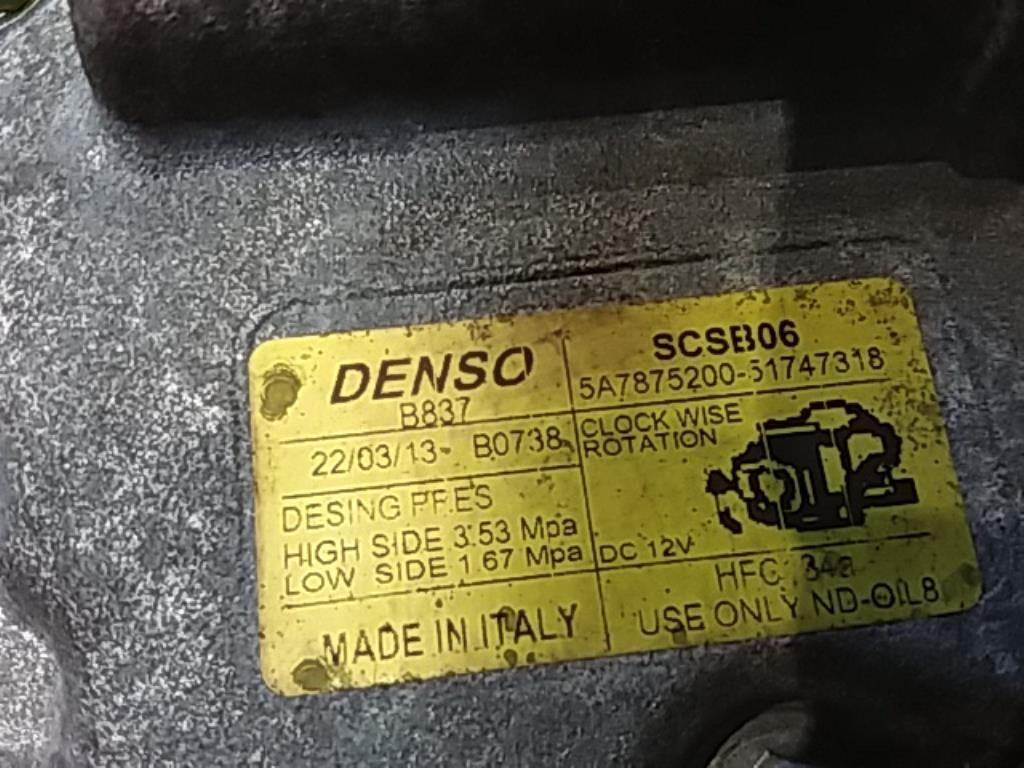 DENSO
B837
22/03/13- B0738
DESING PRES
HIGH SIDE 3.53 Mpa
LOW SIDE 1.67 Mpa
MADE IN ITALY
SCSB06
5A7875200-51747318
CLOCK WISE
ROTATION
DC 12V
HFC
USE ONLY ND-OIL8